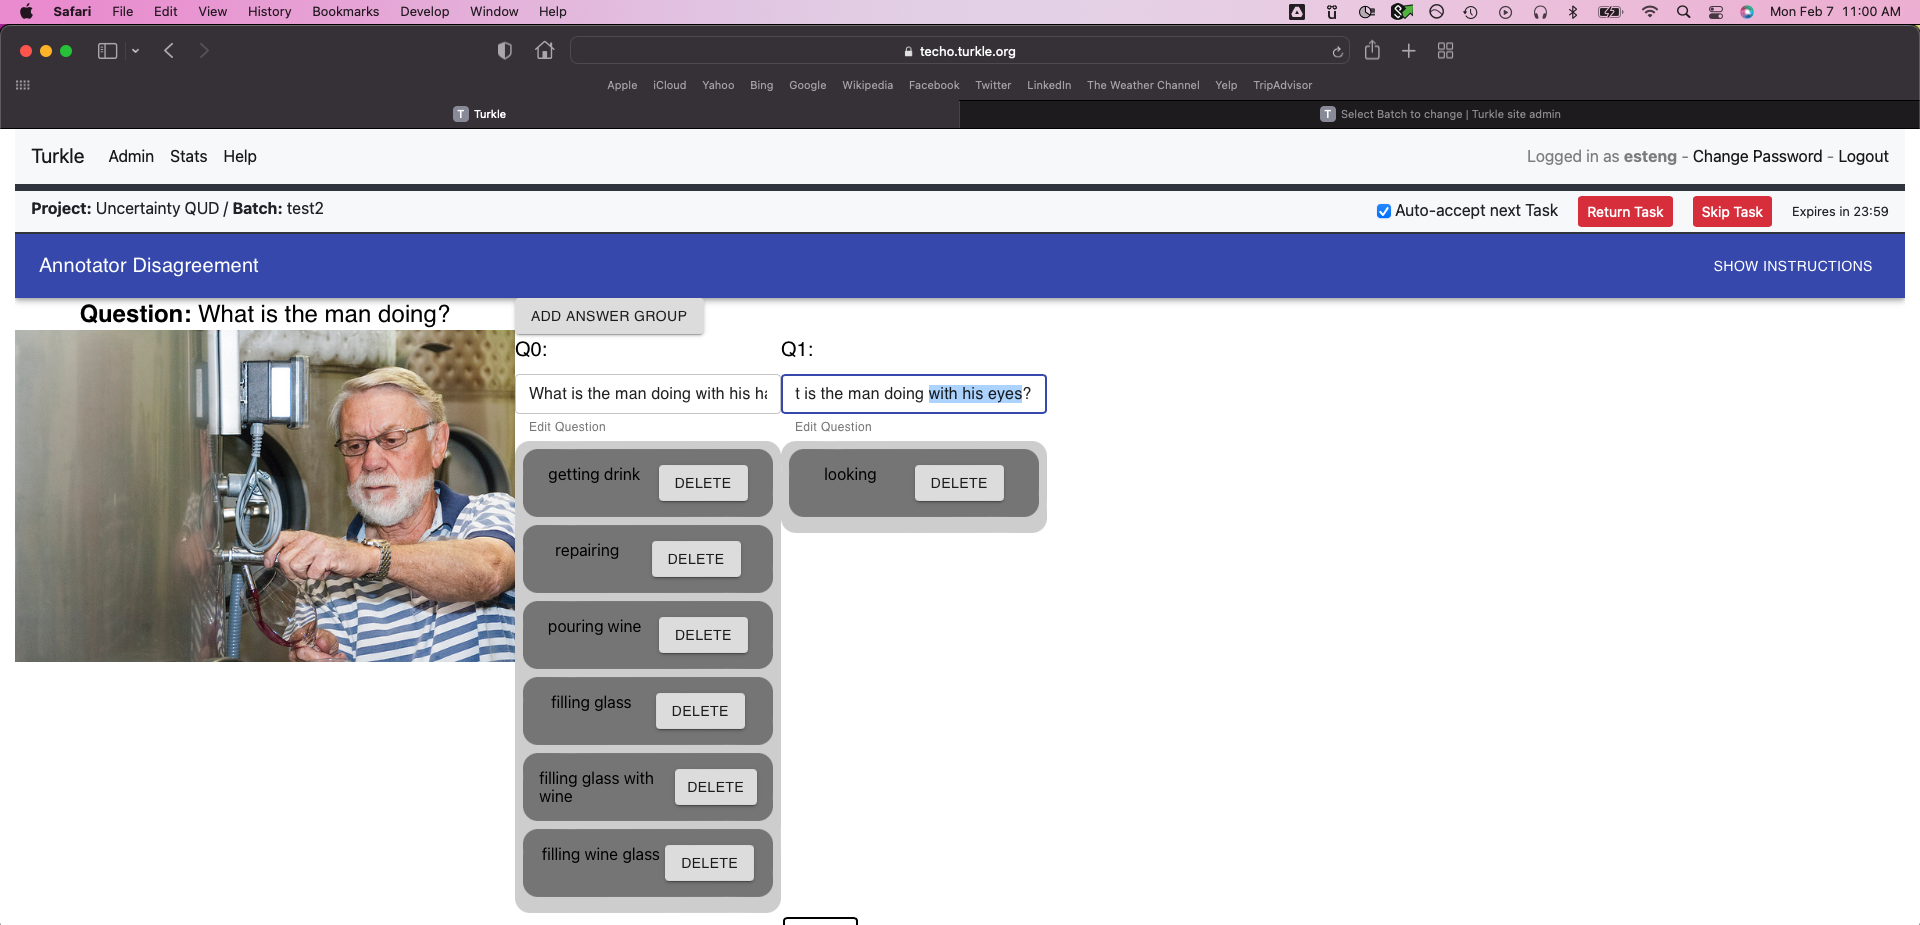 Safari File Edit View History Bookmarks Develop Window Help Mon Feb 7 11:00 AM
techo.turkle.org
Apple iCloud Yahoo Bing Google Wikipedia Facebook Twitter LinkedIn The Weather Channel Yelp TripAdvisor
T Turkle T Select Batch to change | Turkle site admin
Turkle Admin Stats Help Logged in as esteng - Change Password - Logout
Project: Uncertainty QUD / Batch: test2 Auto-accept next Task Return Task Skip Task Expires in 23:59
Annotator Disagreement SHOW INSTRUCTIONS
Question: What is the man doing? ADD ANSWER GROUP
Q0: Q1:
What is the man doing with his ha t is the man doing with his eyes?
Edit Question Edit Question
getting drink DELETE looking DELETE
repairing DELETE
pouring wine DELETE
filling glass DELETE
filling glass with
wine DELETE
filling wine glass DELETE